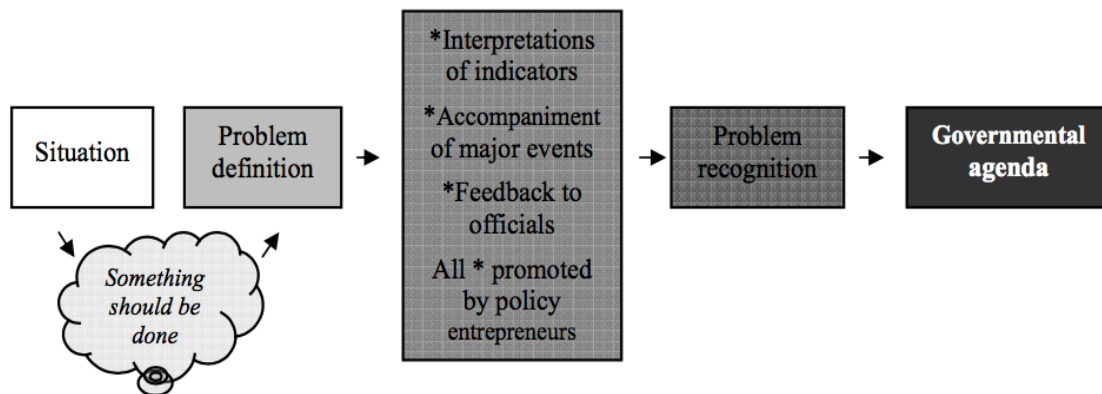 Situation
Something
should be
done
Problem
definition
*Interpretations
of indicators
*Accompaniment
of major events
*Feedback to
officials
All * promoted
by policy
entrepreneurs
Problem
recognition
Governmental
agenda